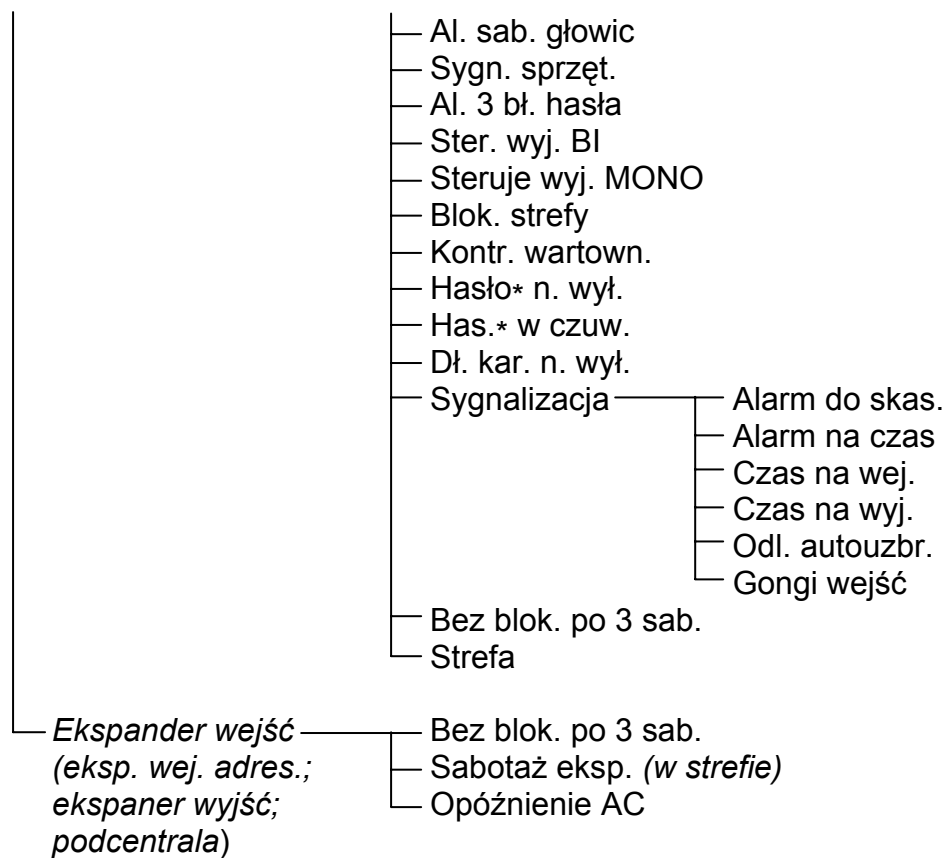 Al. sab. głowic
Sygn. sprzęt.
Al. 3 bł. hasła
Ster. wyj. BI
Steruje wyj. MONO
Blok. strefy
Kontr. wartown.
Hasło* n. wył.
Has.* w czuw.
Dł. kar. n. wył.
Sygnalizacja
Alarm do skas.
Alarm na czas
Czas na wej.
Czas na wyj.
Odl. autouzbr.
Gongi wejść
Bez blok. po 3 sab.
Strefa
Ekspander wejść
(eksp. wej. adres.;
ekspaner wyjść;
podcentrala)
Bez blok. po 3 sab.
Sabotaż eksp. (w strefie)
Opóźnienie AC